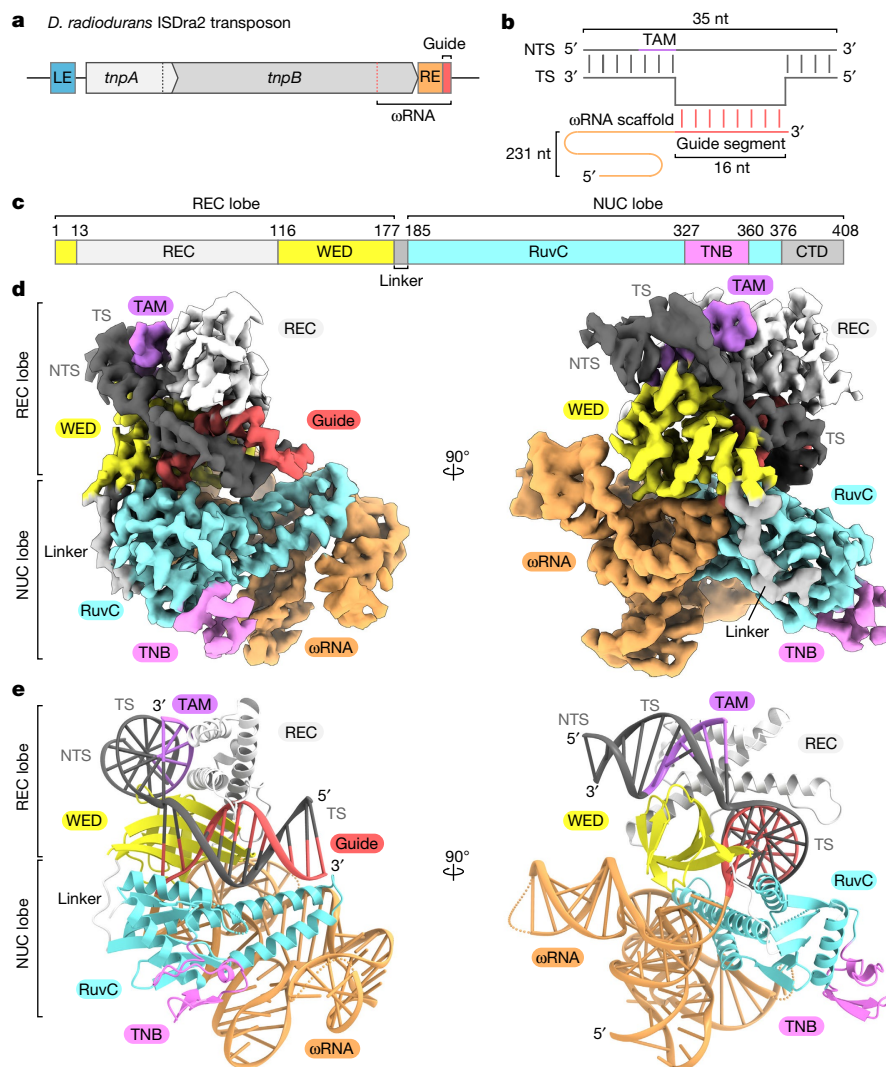 a D. radiodurans ISDra2 transposon
Guide
LE tnpA tnpB RE
ωRNA
b
35 nt
TAM
NTS 5′ 3′
TS 3′ 5′
ωRNA scaffold
3′
Guide segment
231 nt
16 nt
5′
c
REC lobe NUC lobe
1 13 116 177 185 327 360 376 408
REC WED RuvC TNB CTD
Linker
d
REC lobe
NUC lobe
TS
TAM
REC
NTS
WED
Guide
Linker
RuvC
TNB
ωRNA
90°
TAM
TS
REC
NTS
WED
TS
RuvC
ωRNA
Linker
TNB
e
REC lobe
NUC lobe
TS
3′
TAM
REC
NTS
5′
TS
WED
Guide
3′
Linker
RuvC
TNB
ωRNA
90°
TS
TAM
NTS
REC
5′
3′
WED
TS
RuvC
ωRNA
5′
TNB